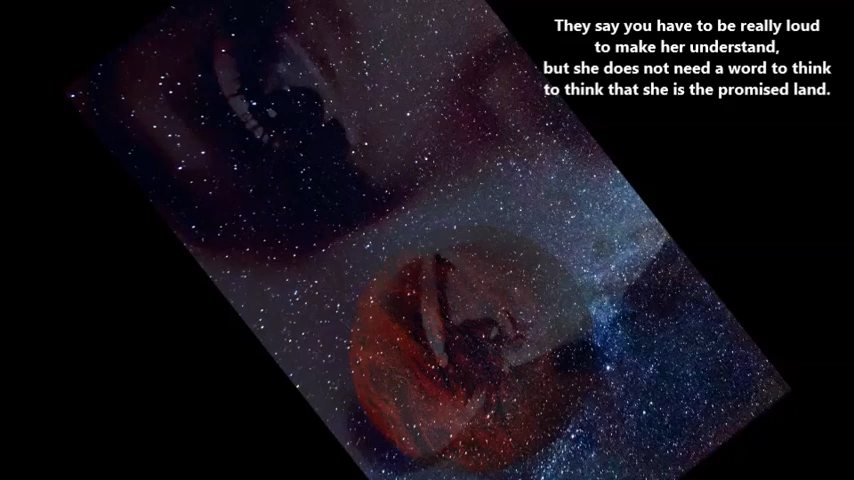 They say you have to be really loud
to make her understand,
but she does not need a word to think
to think that she is the promised land.